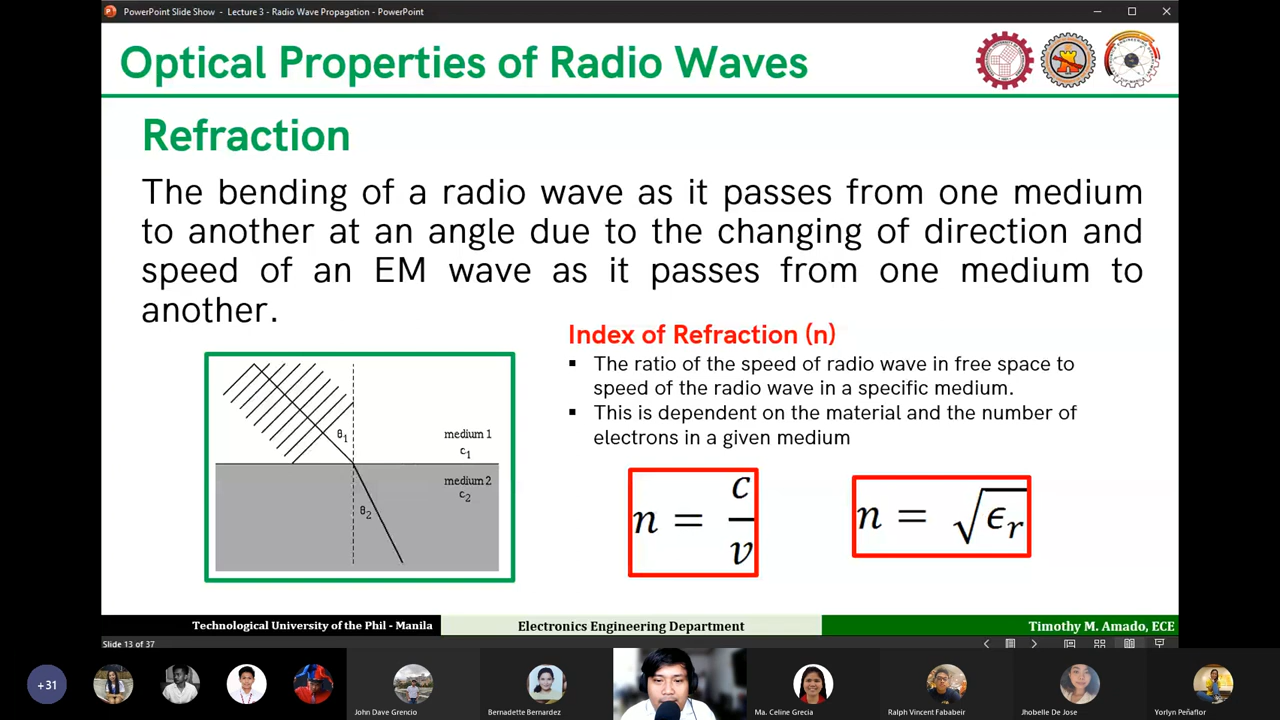 PowerPoint Slide Show - Lecture 3 - Radio Wave Propagation - PowerPoint
Optical Properties of Radio Waves
Refraction
The bending of a radio wave as it passes from one medium
to another at an angle due to the changing of direction and
speed of an EM wave as it passes from one medium to
another.
Index of Refraction (n)
▪ The ratio of the speed of radio wave in free space to
speed of the radio wave in a specific medium.
▪ This is dependent on the material and the number of
electrons in a given medium
θ1
medium 1
c1
medium 2
c2
θ2
n = c/v
n = √ϵr
Technological University of the Phil - Manila
Electronics Engineering Department
Timothy M. Amado, ECE
Slide 13 of 37
+31
John Dave Grencio
Bernadette Bernardez
Ma. Celine Grecia
Ralph Vincent Fababeir
Jhobelle De Jose
Yorlyn Peñaflor